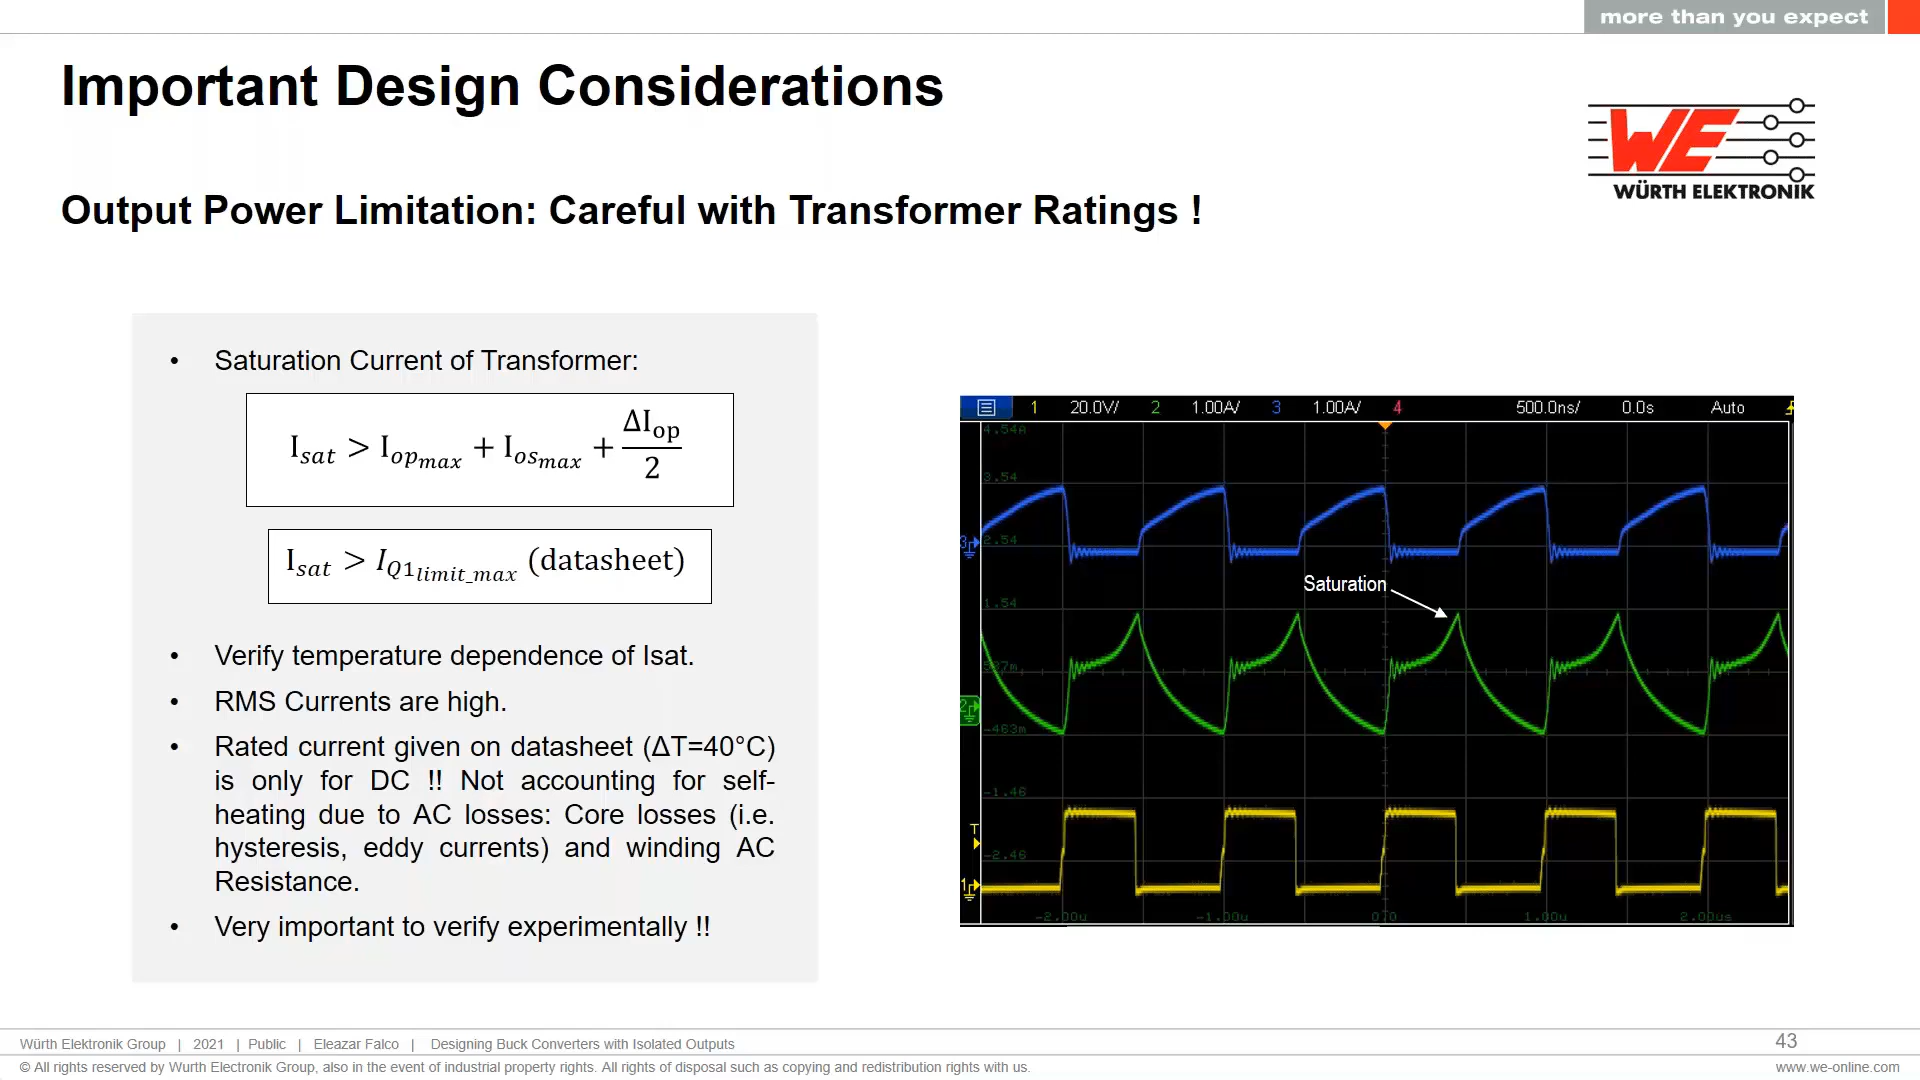 more than you expect
Important Design Considerations
WE
WÜRTH ELEKTRONIK
Output Power Limitation: Careful with Transformer Ratings !
• Saturation Current of Transformer:
I_sat > I_op_max + I_os_max + ΔI_op / 2
I_sat > I_Q1_limit_max (datasheet)
• Verify temperature dependence of Isat.
• RMS Currents are high.
• Rated current given on datasheet (ΔT=40°C)
is only for DC !! Not accounting for self-
heating due to AC losses: Core losses (i.e.
hysteresis, eddy currents) and winding AC
Resistance.
• Very important to verify experimentally !!
1 20.0V/ 2 1.00A/ 3 1.00A/ 4 500.0ns/ 0.0s Auto
4.54A
3.54
3
2.54
Saturation
1.54
2
-463m
-1.46
T
-2.46
1
-2.00u -1.00u 0.0 1.00u 2.00us
Würth Elektronik Group | 2021 | Public | Eleazar Falco | Designing Buck Converters with Isolated Outputs
43
© All rights reserved by Wurth Electronik Group, also in the event of industrial property rights. All rights of disposal such as copying and redistribution rights with us.
www.we-online.com